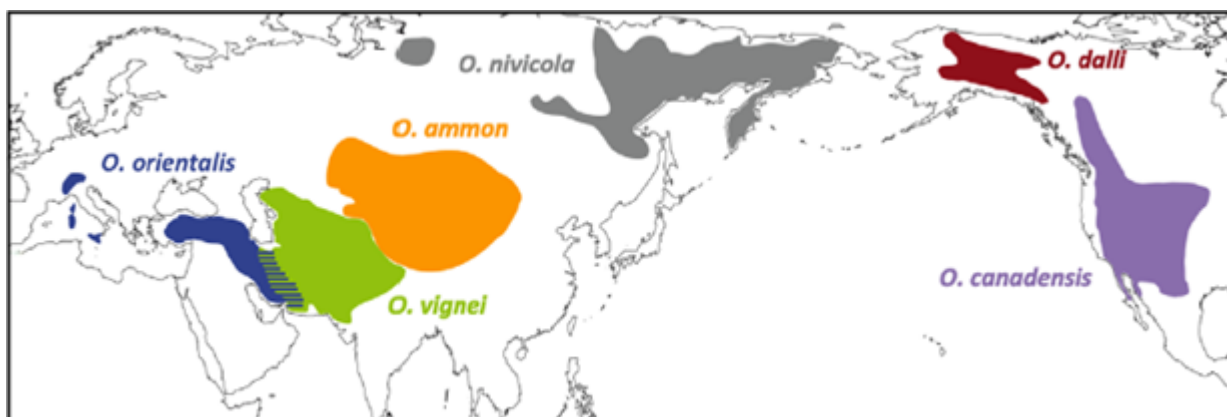 O. nivicola
O. dalli
O. ammon
O. orientalis
O. canadensis
O. vignei